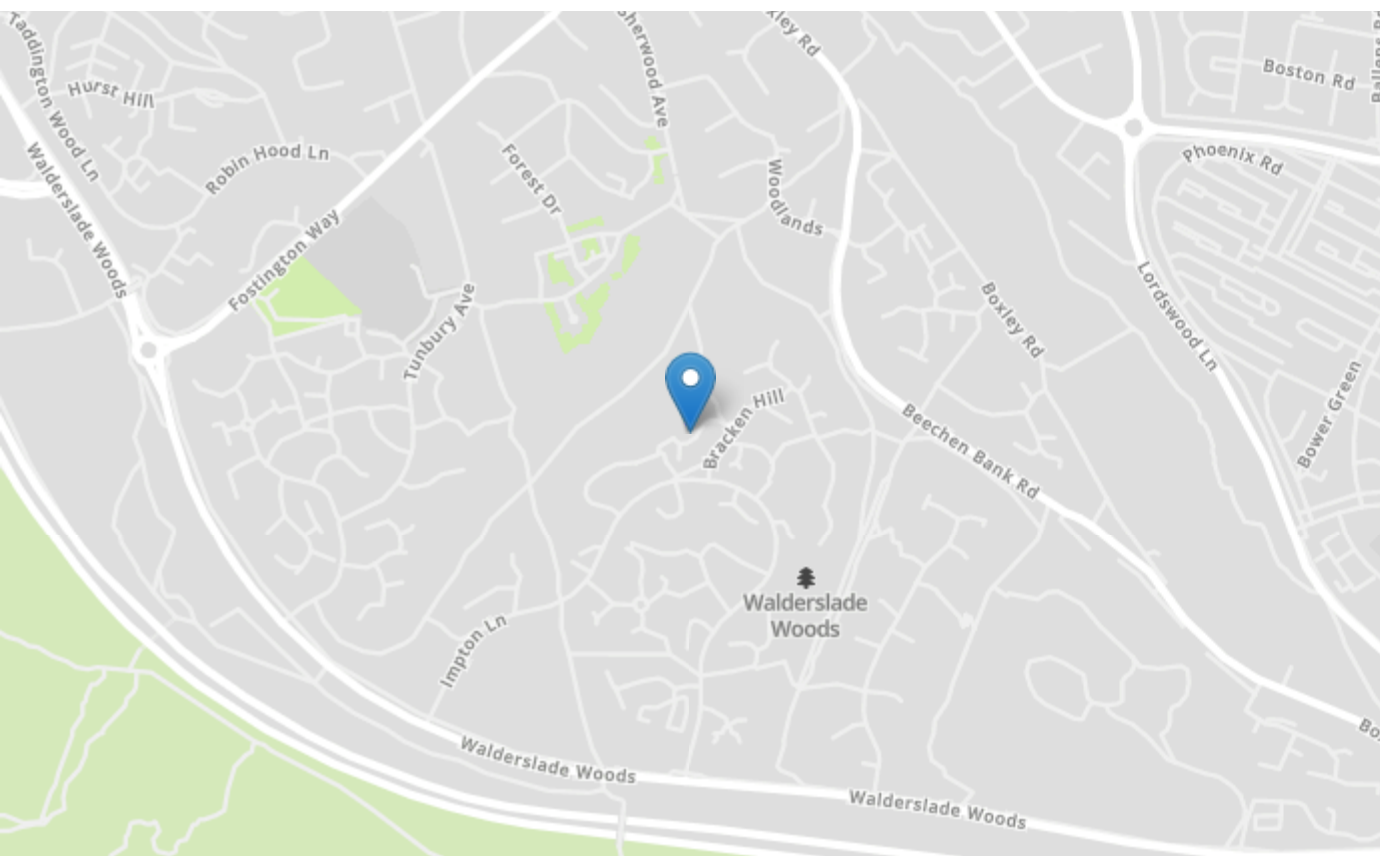 Taddington Wood Ln
Sherwood Ave
xley Rd
Hurst Hill
Boston Rd
Robin Hood Ln
Forest Dr
Phoenix Rd
Walderslade Woods
Woodlands
Fostington Way
Tunbury Ave
Boxley Rd
Lordswood Ln
Bower Green
Bracken Hill
Beechen Bank Rd
Walderslade
Woods
Impton Ln
Walderslade Woods
Walderslade Woods